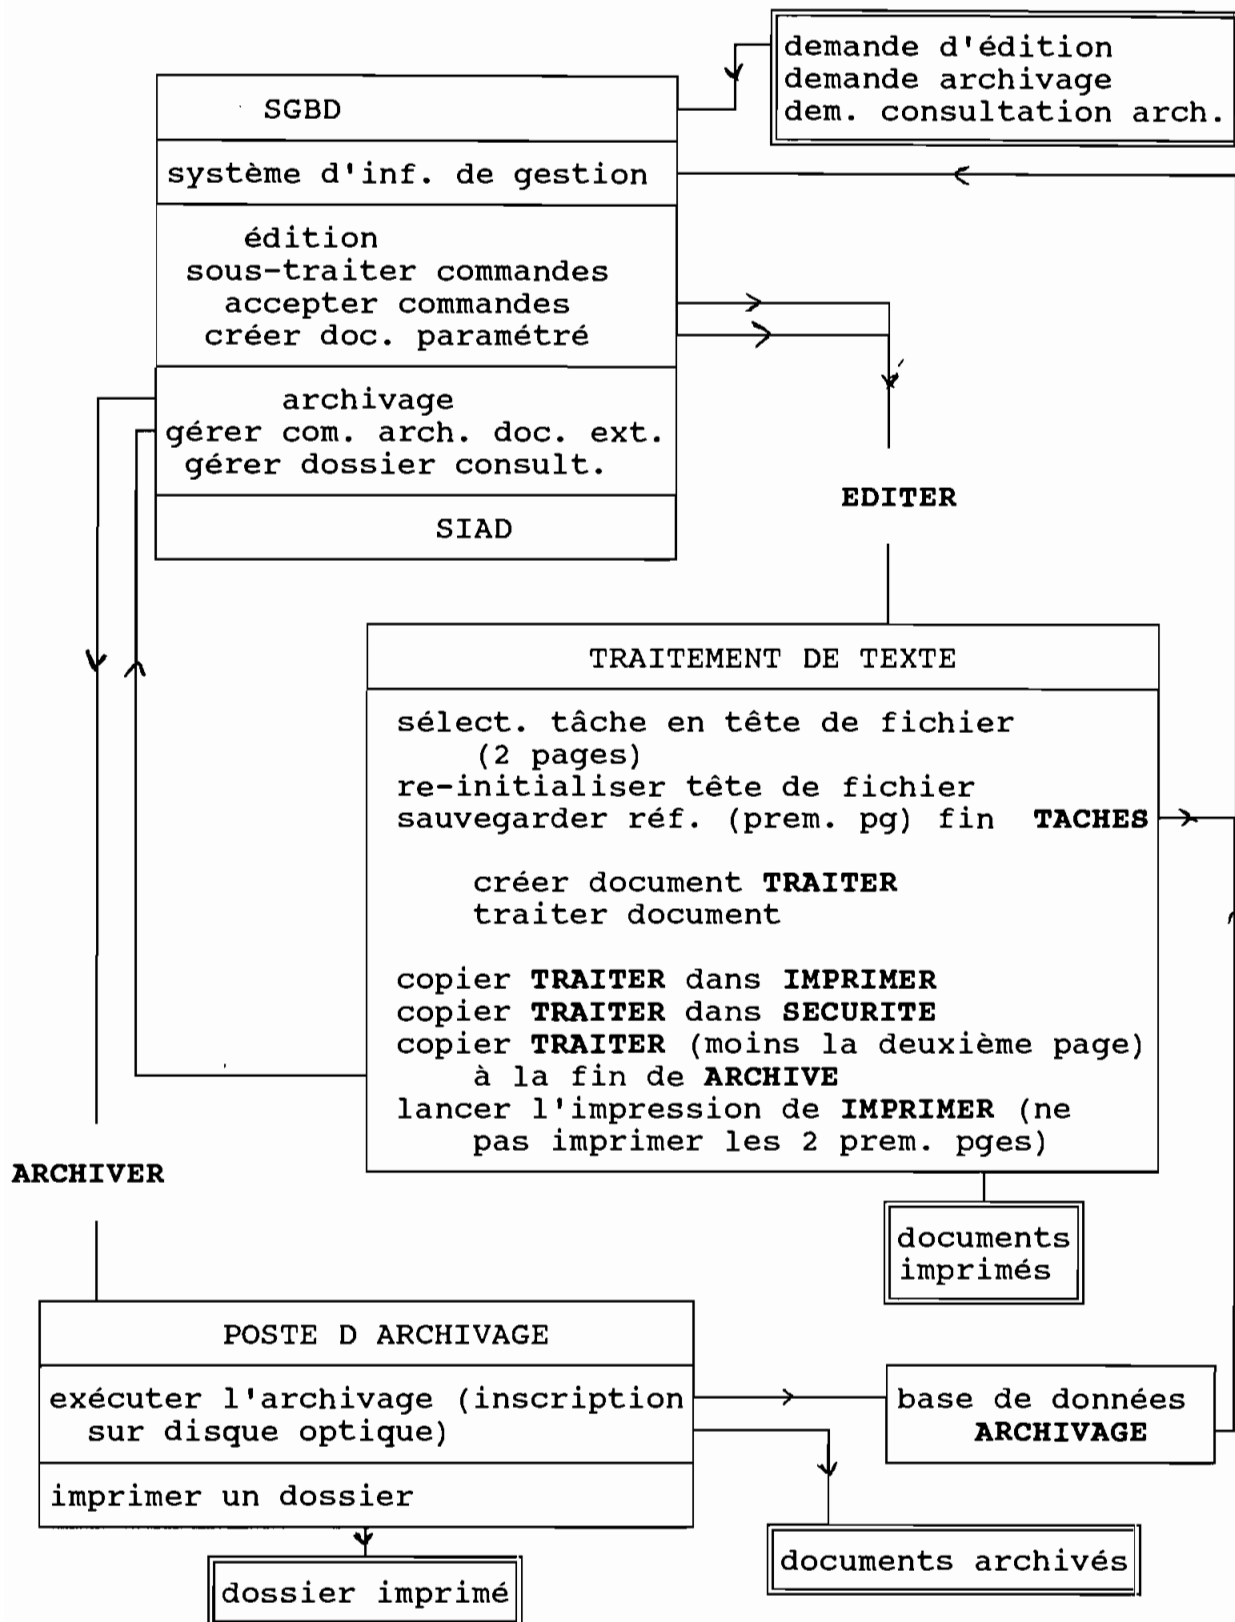 demande d'édition
demande archivage
dem. consultation arch.
SGBD
système d'inf. de gestion
édition
sous-traiter commandes
accepter commandes
créer doc. paramétré
archivage
gérer com. arch. doc. ext.
gérer dossier consult.
SIAD
EDITER
TRAITEMENT DE TEXTE
sélect. tâche en tête de fichier
(2 pages)
re-initialiser tête de fichier
sauvegarder réf. (prem. pg) fin TACHES
créer document TRAITER
traiter document
copier TRAITER dans IMPRIMER
copier TRAITER dans SECURITE
copier TRAITER (moins la deuxième page)
à la fin de ARCHIVE
lancer l'impression de IMPRIMER (ne
pas imprimer les 2 prem. pges)
ARCHIVER
documents
imprimés
POSTE D ARCHIVAGE
exécuter l'archivage (inscription
sur disque optique)
imprimer un dossier
base de données
ARCHIVAGE
documents archivés
dossier imprimé